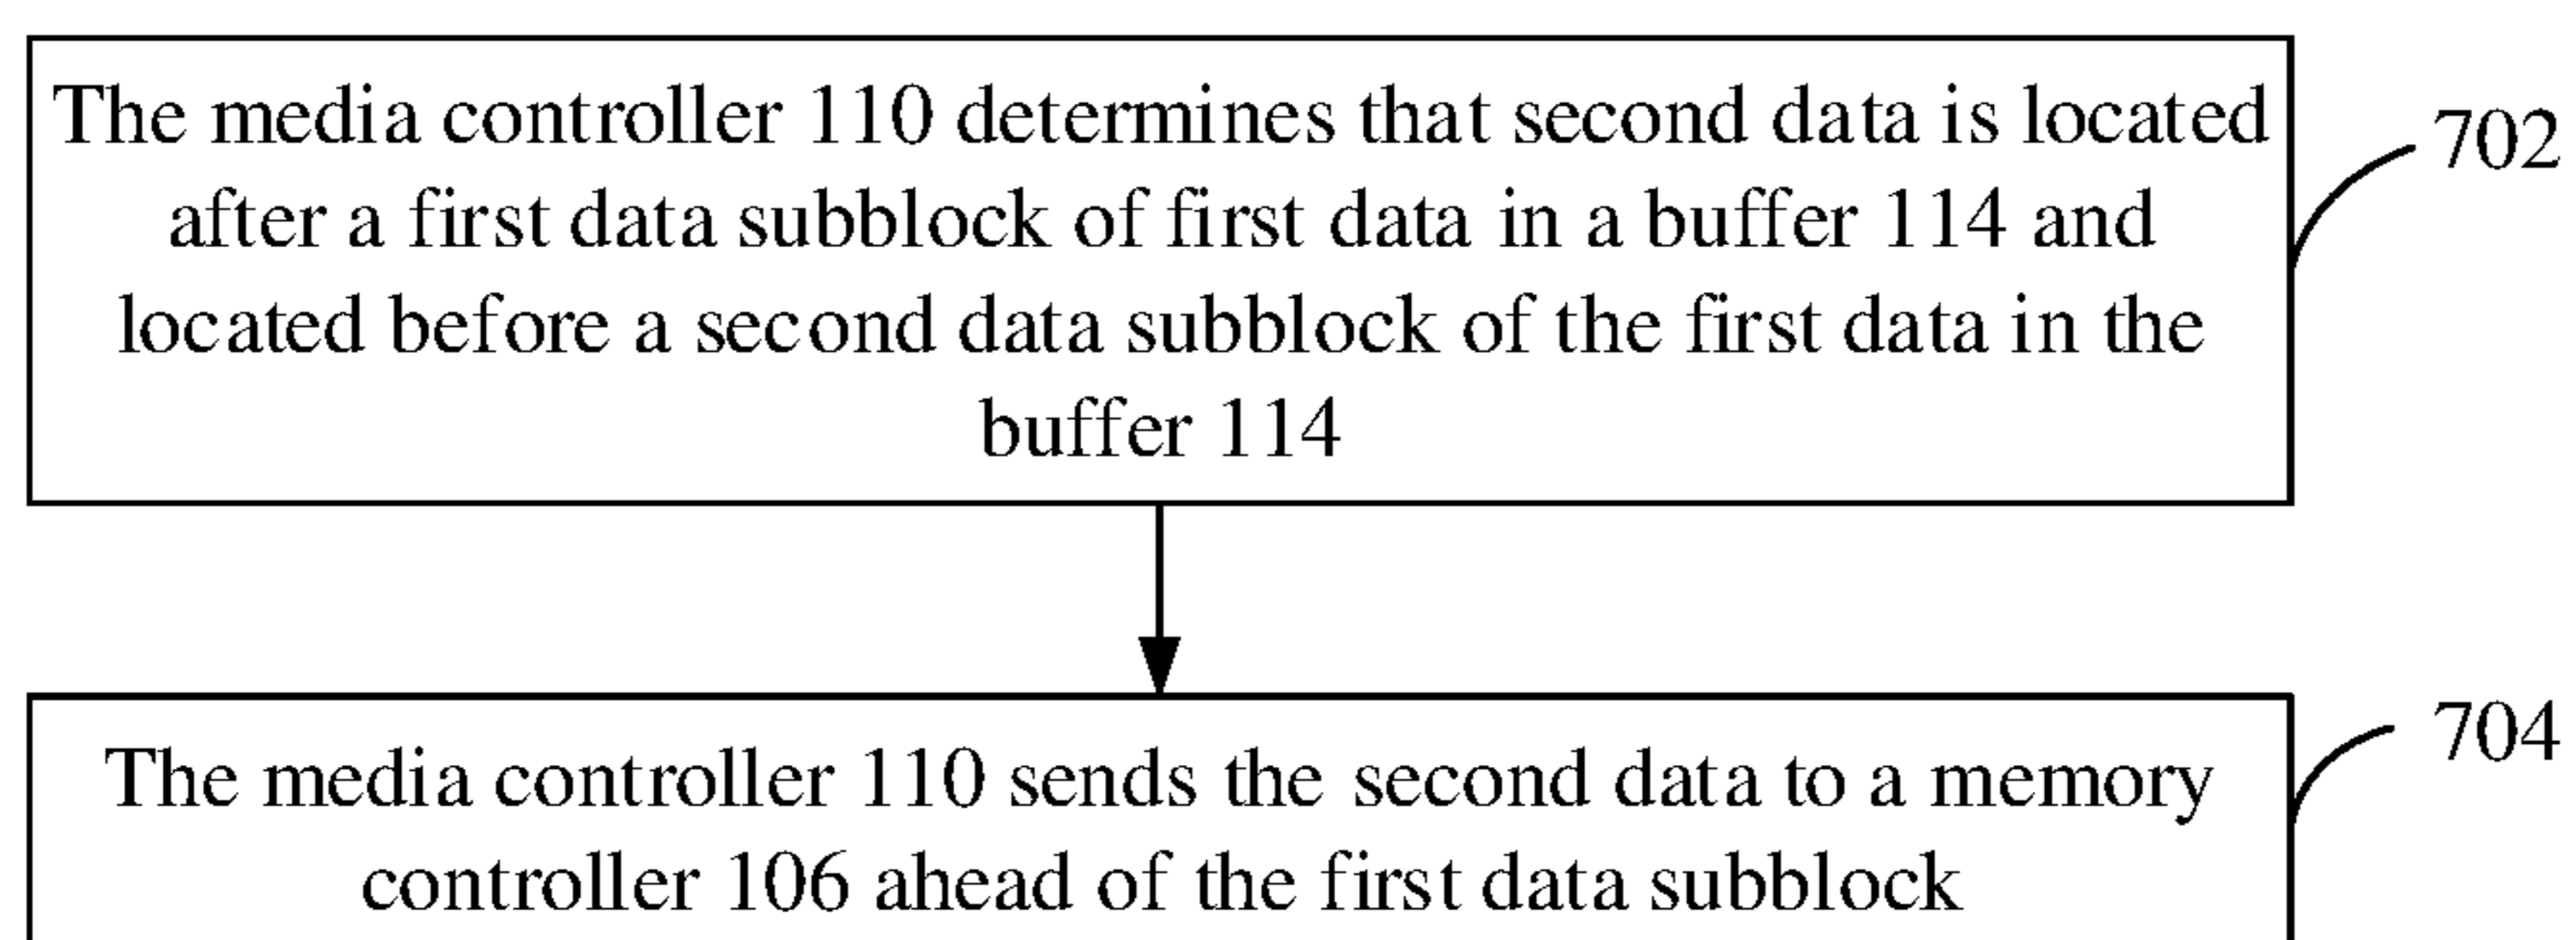 The media controller 110 determines that second data is located
after a first data subblock of first data in a buffer 114 and
located before a second data subblock of the first data in the
buffer 114
702
The media controller 110 sends the second data to a memory
controller 106 ahead of the first data subblock
704